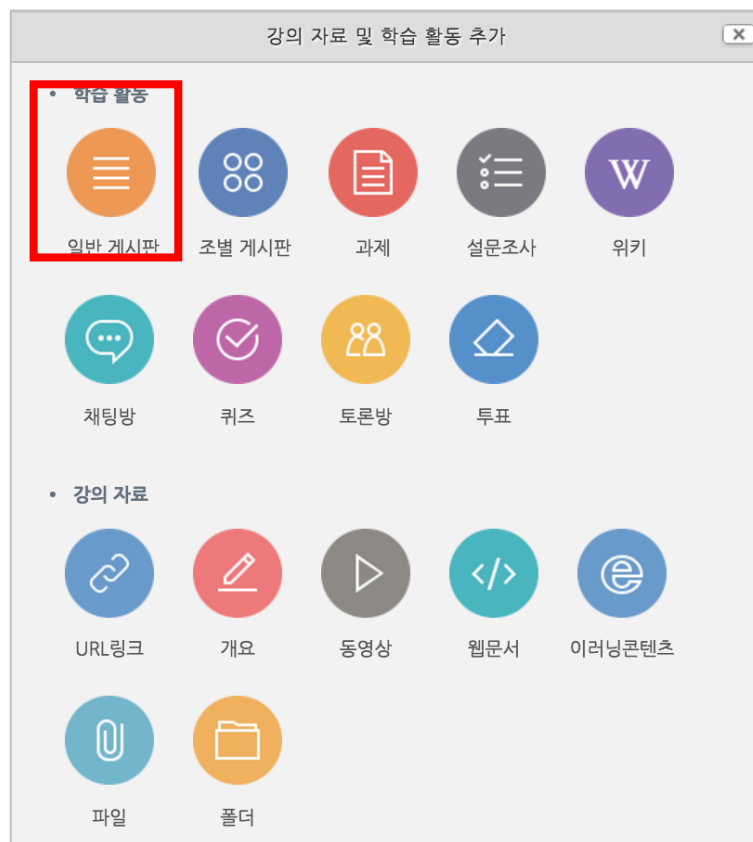 강의 자료 및 학습 활동 추가
• 학습 활동
일반 게시판 조별 게시판 과제 설문조사 위키
채팅방 퀴즈 토론방 투표
• 강의 자료
URL링크 개요 동영상 웹문서 이러닝콘텐츠
파일 폴더